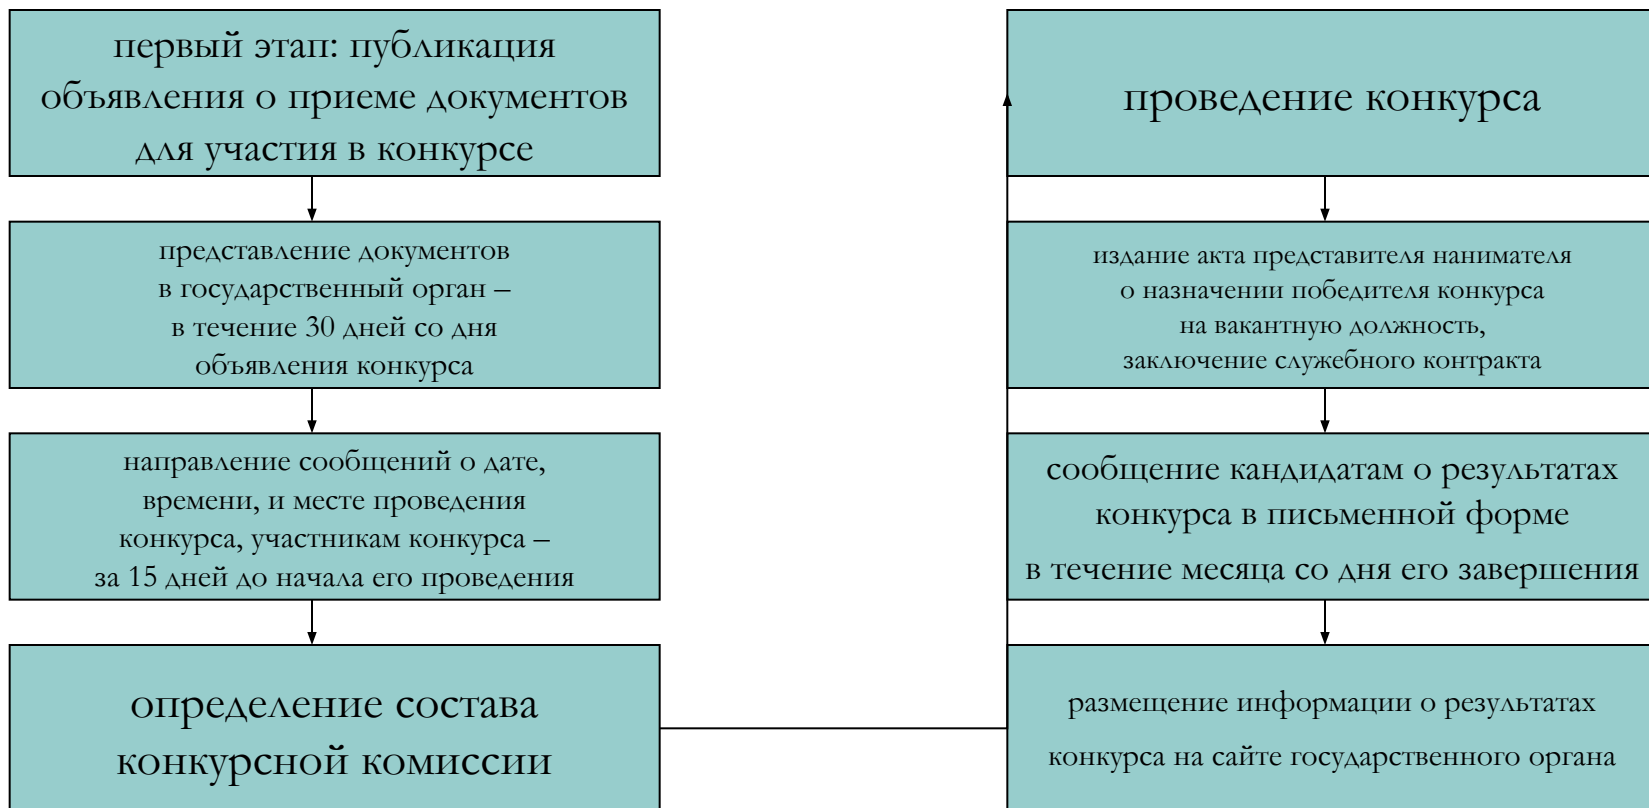 первый этап: публикация
объявления о приеме документов
для участия в конкурсе
представление документов
в государственный орган –
в течение 30 дней со дня
объявления конкурса
направление сообщений о дате,
времени, и месте проведения
конкурса, участникам конкурса –
за 15 дней до начала его проведения
определение состава
конкурсной комиссии
проведение конкурса
издание акта представителя нанимателя
о назначении победителя конкурса
на вакантную должность,
заключение служебного контракта
сообщение кандидатам о результатах
конкурса в письменной форме
в течение месяца со дня его завершения
размещение информации о результатах
конкурса на сайте государственного органа